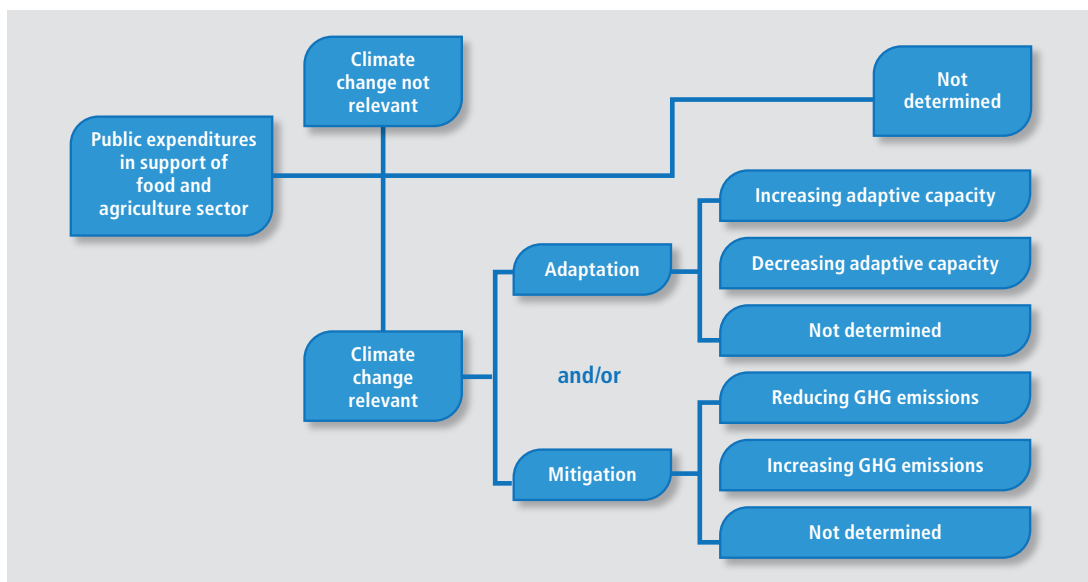 Climate
change not
relevant
Not
determined
Public expenditures
in support of
food and
agriculture sector
Increasing adaptive capacity
Adaptation
Decreasing adaptive capacity
Not determined
Climate
change
relevant
and/or
Reducing GHG emissions
Mitigation
Increasing GHG emissions
Not determined